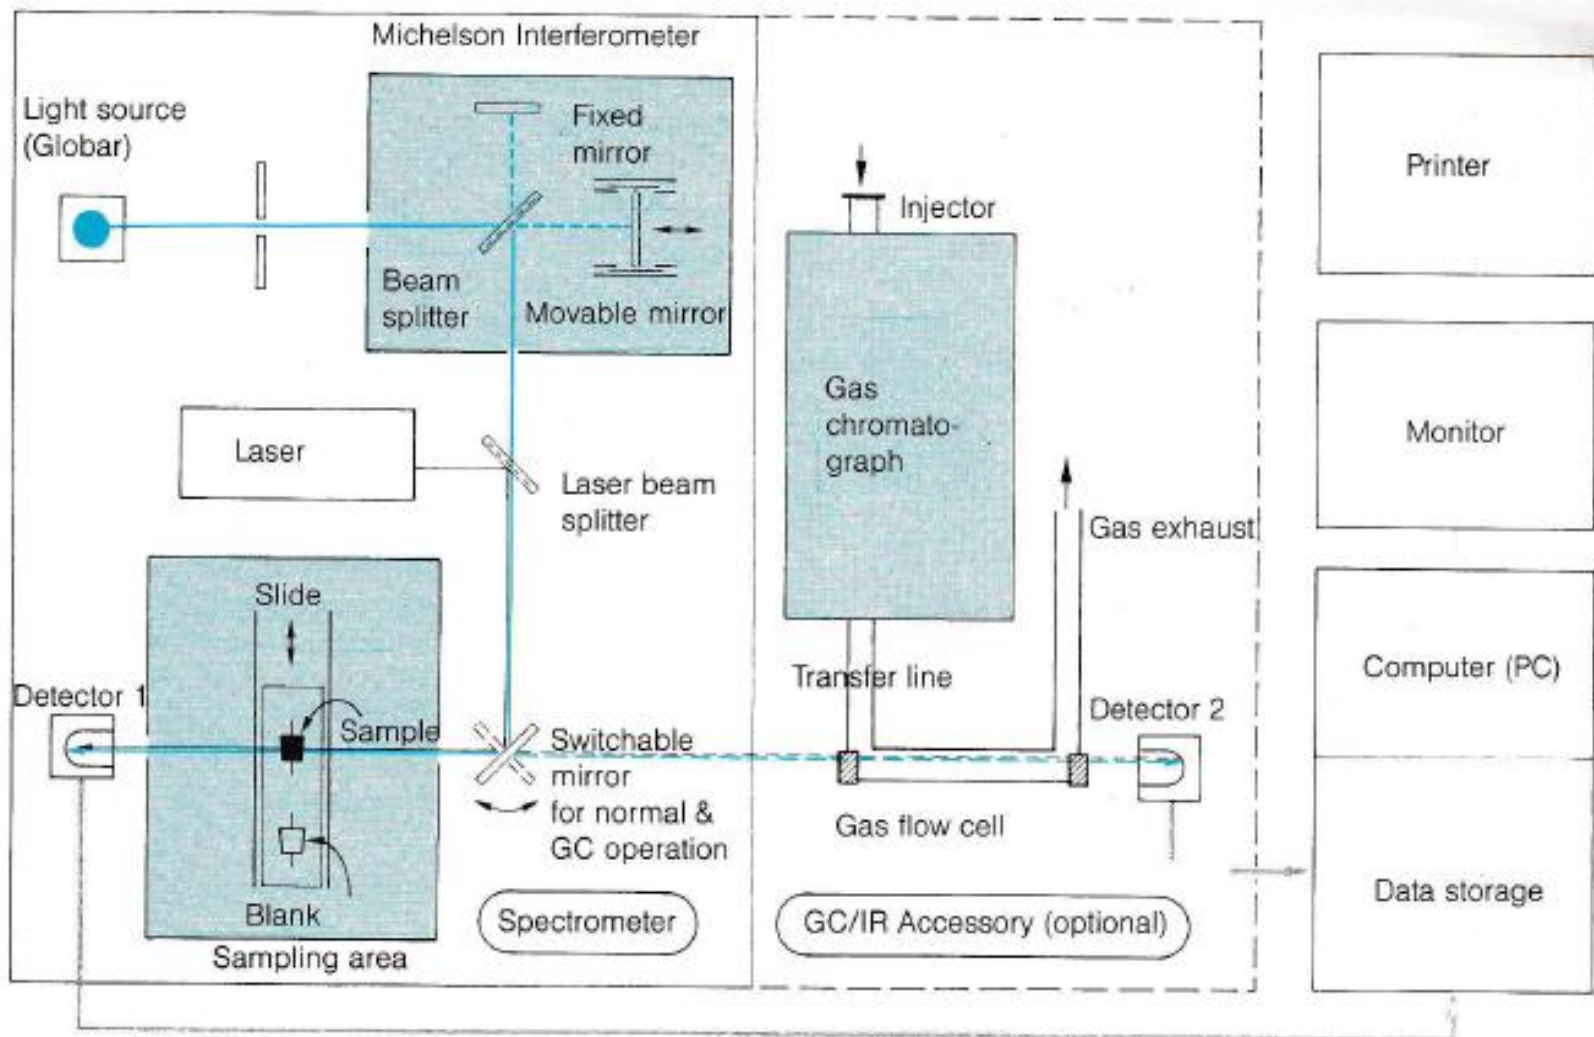 Michelson Interferometer
Light source
(Globar)
Fixed
mirror
Beam
splitter
Movable mirror
Laser
Laser beam
splitter
Slide
Detector 1
Sample
Blank
Sampling area
Switchable
mirror
for normal &
GC operation
Spectrometer
Injector
Gas
chromato-
graph
Gas exhaust
Transfer line
Detector 2
Gas flow cell
GC/IR Accessory (optional)
Printer
Monitor
Computer (PC)
Data storage